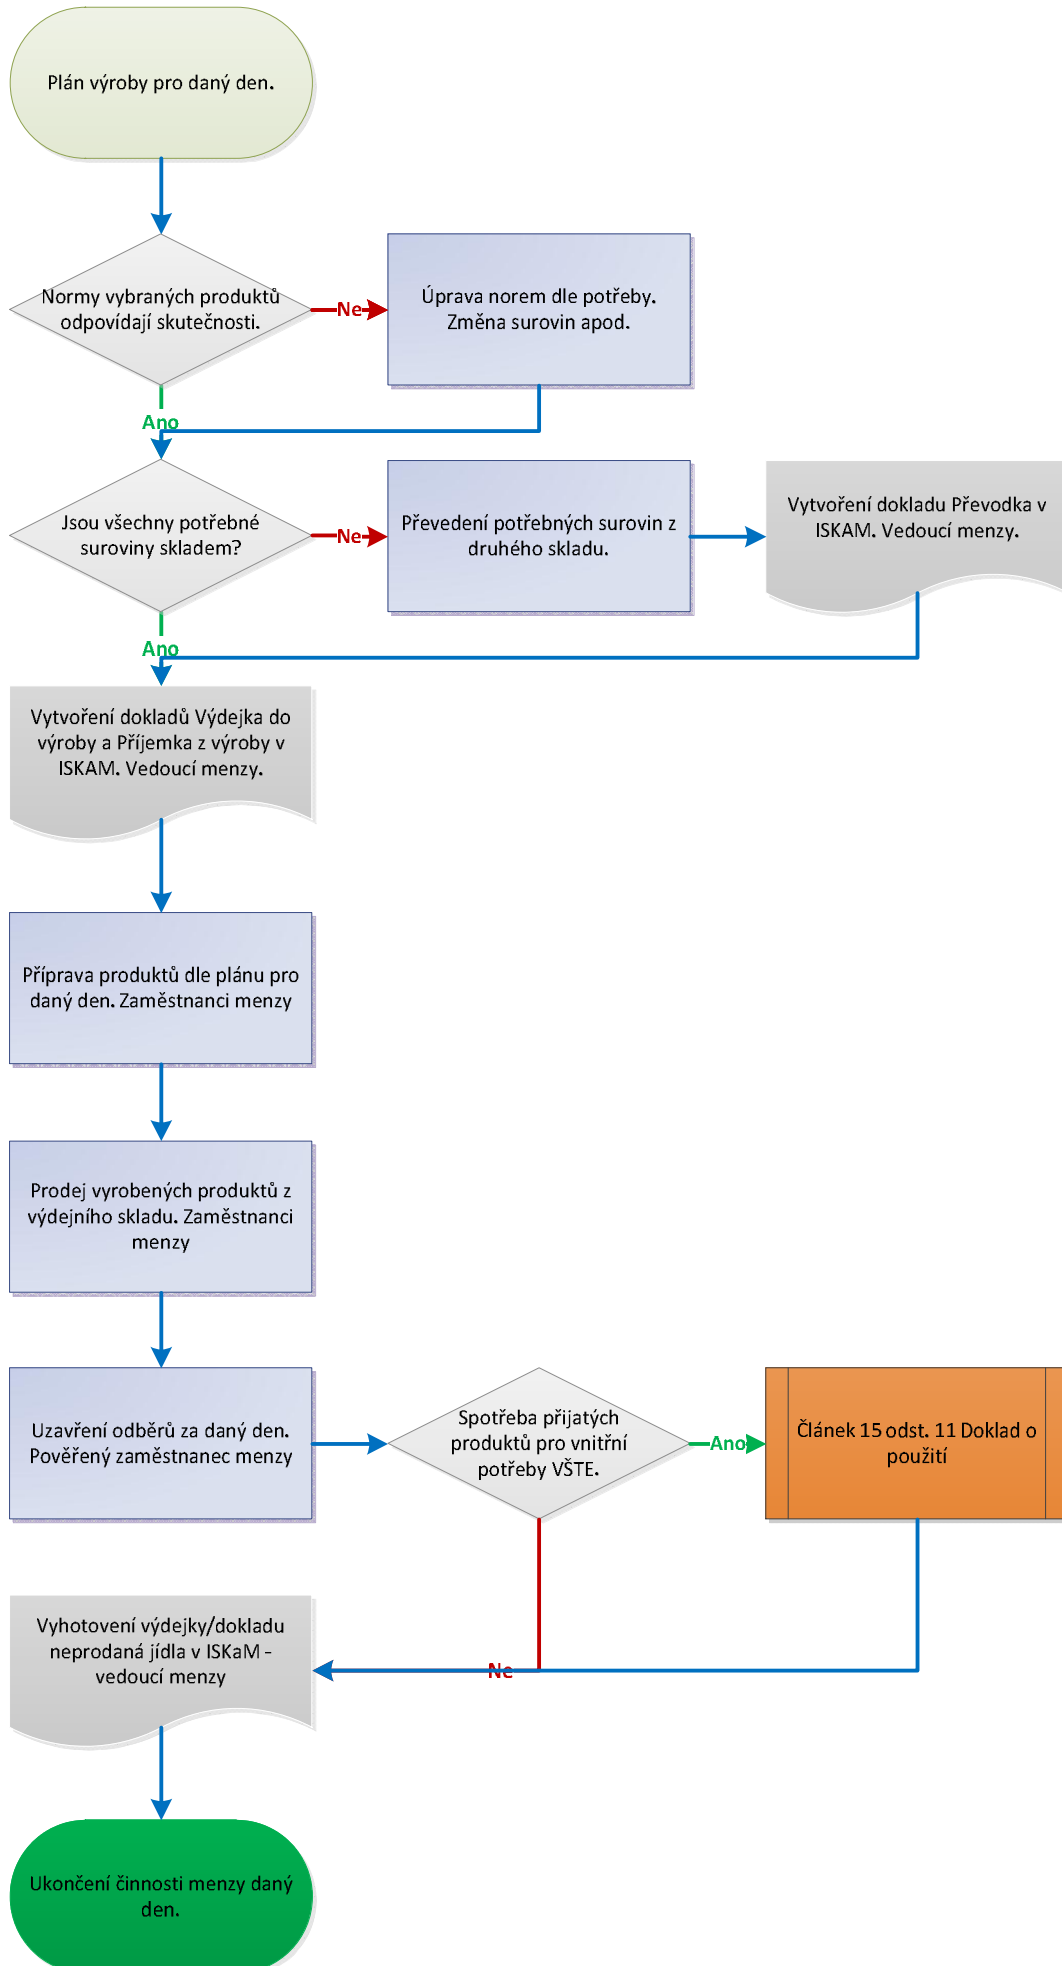 Plán výroby pro daný den.
Normy vybraných produktů
odpovídají skutečnosti.
Ne
Úprava norem dle potřeby.
Změna surovin apod.
Ano
Jsou všechny potřebné
suroviny skladem?
Ne
Převedení potřebných surovin z
druhého skladu.
Vytvoření dokladu Převodka v
ISKAM. Vedoucí menzy.
Ano
Vytvoření dokladů Výdejka do
výroby a Příjemka z výroby v
ISKAM. Vedoucí menzy.
Příprava produktů dle plánu pro
daný den. Zaměstnanci menzy
Prodej vyrobených produktů z
výdejního skladu. Zaměstnanci
menzy
Uzavření odběrů za daný den.
Pověřený zaměstnanec menzy
Spotřeba přijatých
produktů pro vnitřní
potřeby VŠTE.
Ano
Článek 15 odst. 11 Doklad o
použití
Ne
Vyhotovení výdejky/dokladu
neprodaná jídla v ISKaM -
vedoucí menzy
Ukončení činnosti menzy daný
den.